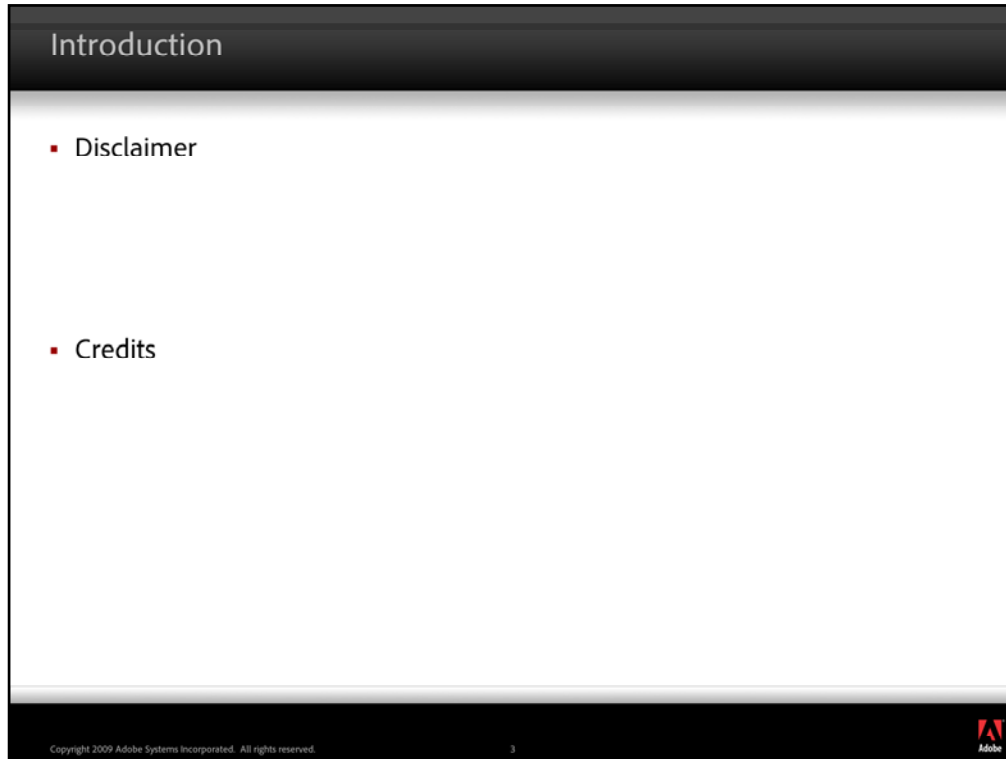 Introduction
▪ Disclaimer
▪ Credits
Copyright 2009 Adobe Systems Incorporated. All rights reserved.
3
Adobe